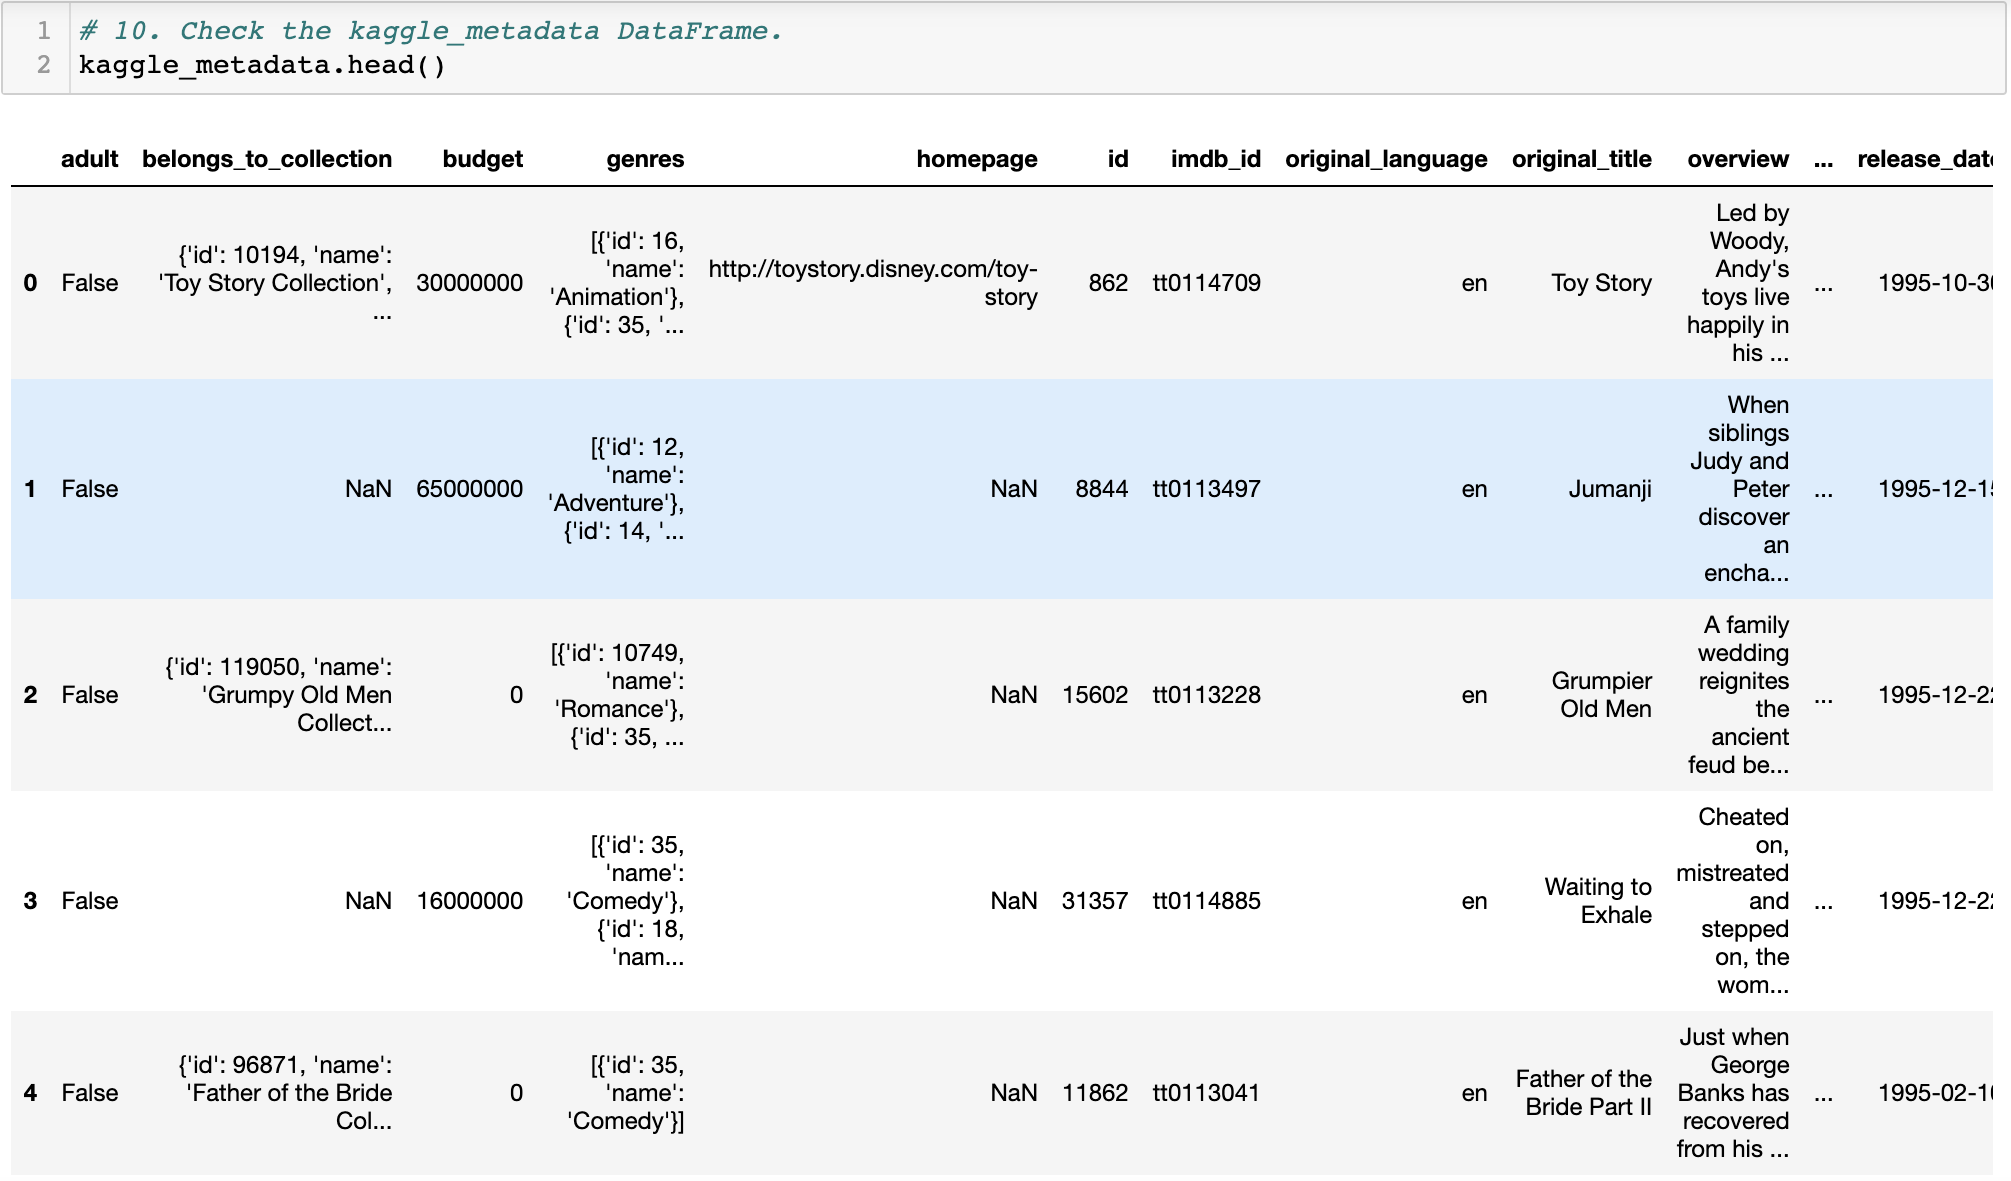 1 # 10. Check the kaggle_metadata DataFrame.
2 kaggle_metadata.head()
adult belongs_to_collection budget genres homepage id imdb_id original_language original_title overview ... release_date
0 False {'id': 10194, 'name': 'Toy Story Collection', ... 30000000 [{'id': 16, 'name': 'Animation'}, {'id': 35, '... http://toystory.disney.com/toy-story 862 tt0114709 en Toy Story Led by Woody, Andy's toys live happily in his ... ... 1995-10-30
1 False NaN 65000000 [{'id': 12, 'name': 'Adventure'}, {'id': 14, '... NaN 8844 tt0113497 en Jumanji When siblings Judy and Peter discover an encha... ... 1995-12-15
2 False {'id': 119050, 'name': 'Grumpy Old Men Collect... 0 [{'id': 10749, 'name': 'Romance'}, {'id': 35, ... NaN 15602 tt0113228 en Grumpier Old Men A family wedding reignites the ancient feud be... ... 1995-12-22
3 False NaN 16000000 [{'id': 35, 'name': 'Comedy'}, {'id': 18, 'nam... NaN 31357 tt0114885 en Waiting to Exhale Cheated on, mistreated and stepped on, the wom... ... 1995-12-22
4 False {'id': 96871, 'name': 'Father of the Bride Col... 0 [{'id': 35, 'name': 'Comedy'}] NaN 11862 tt0113041 en Father of the Bride Part II Just when George Banks has recovered from his ... ... 1995-02-10